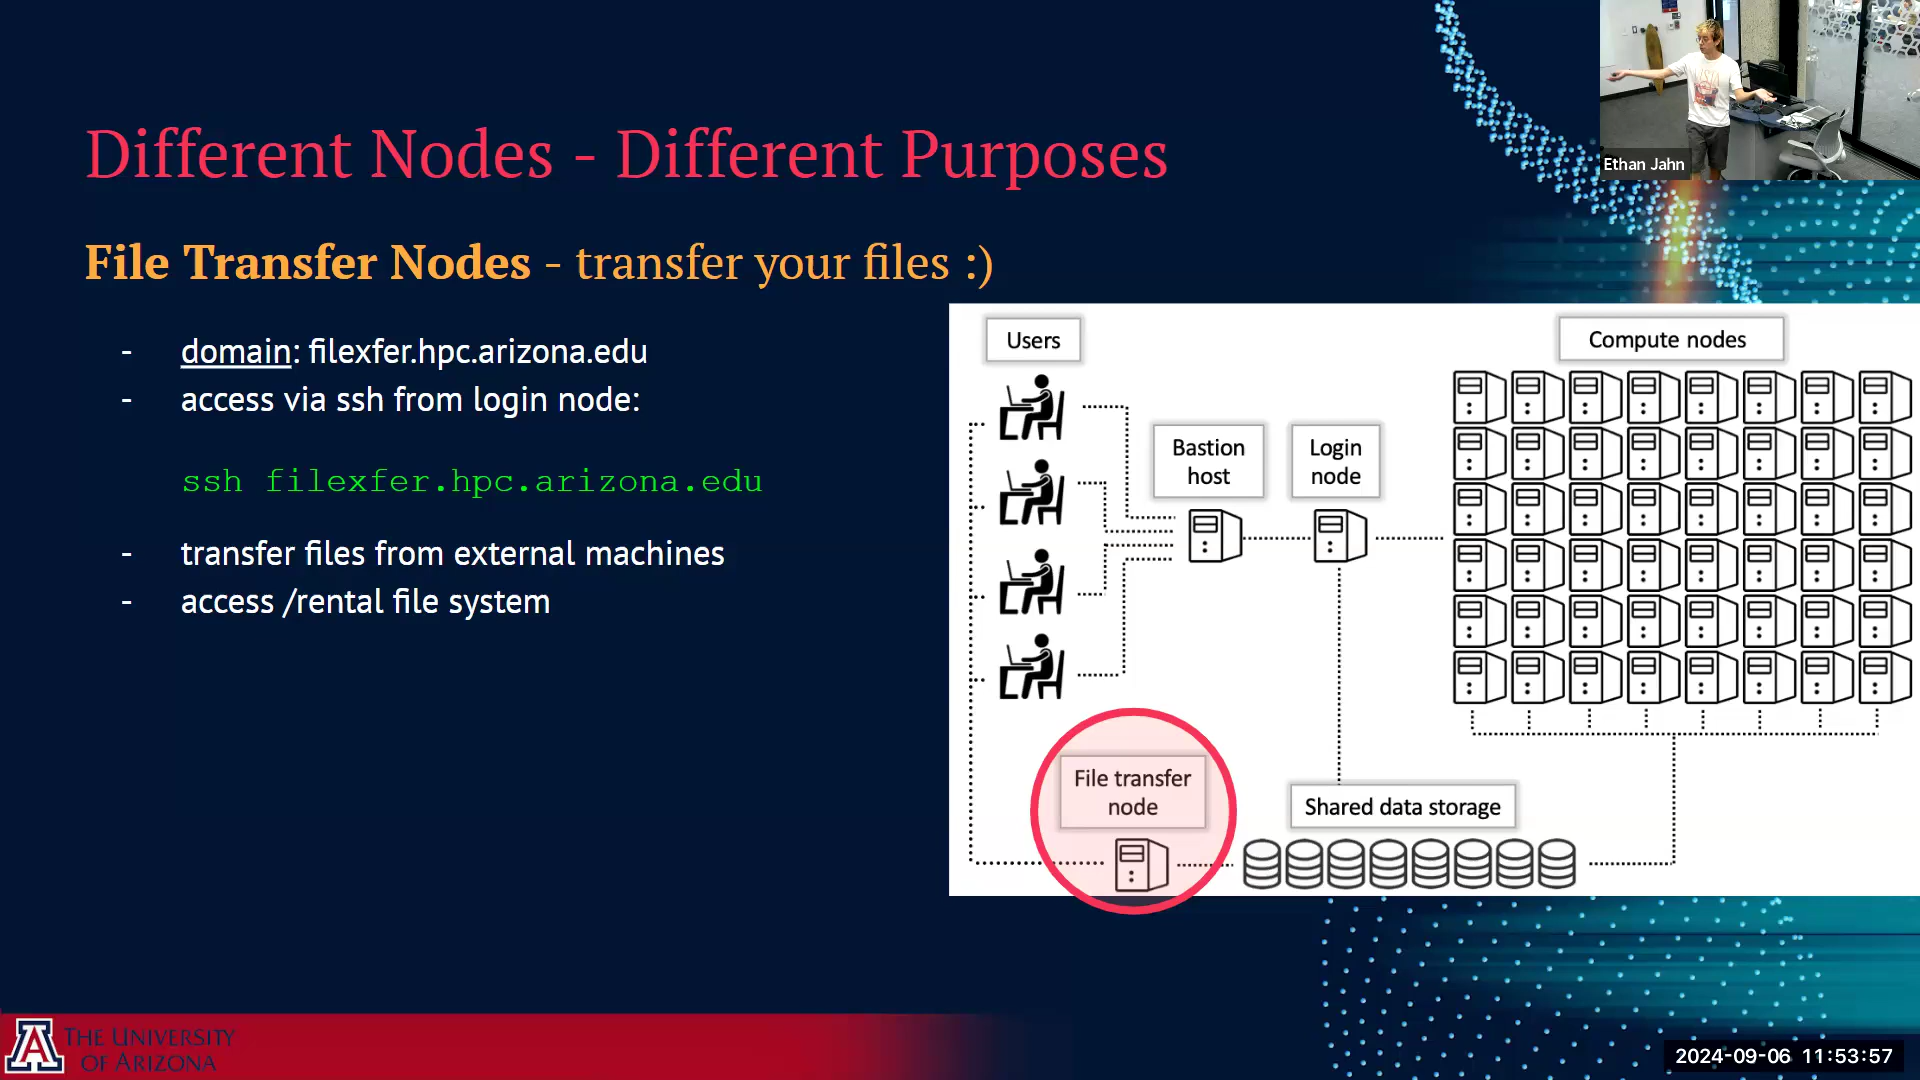 Different Nodes - Different Purposes
File Transfer Nodes - transfer your files :)
- domain: filexfer.hpc.arizona.edu
- access via ssh from login node:
ssh filexfer.hpc.arizona.edu
- transfer files from external machines
- access /rental file system
Users
Compute nodes
Bastion
host
Login
node
File transfer
node
Shared data storage
Ethan Jahn
A
THE UNIVERSITY
OF ARIZONA
2024-09-06 11:53:57